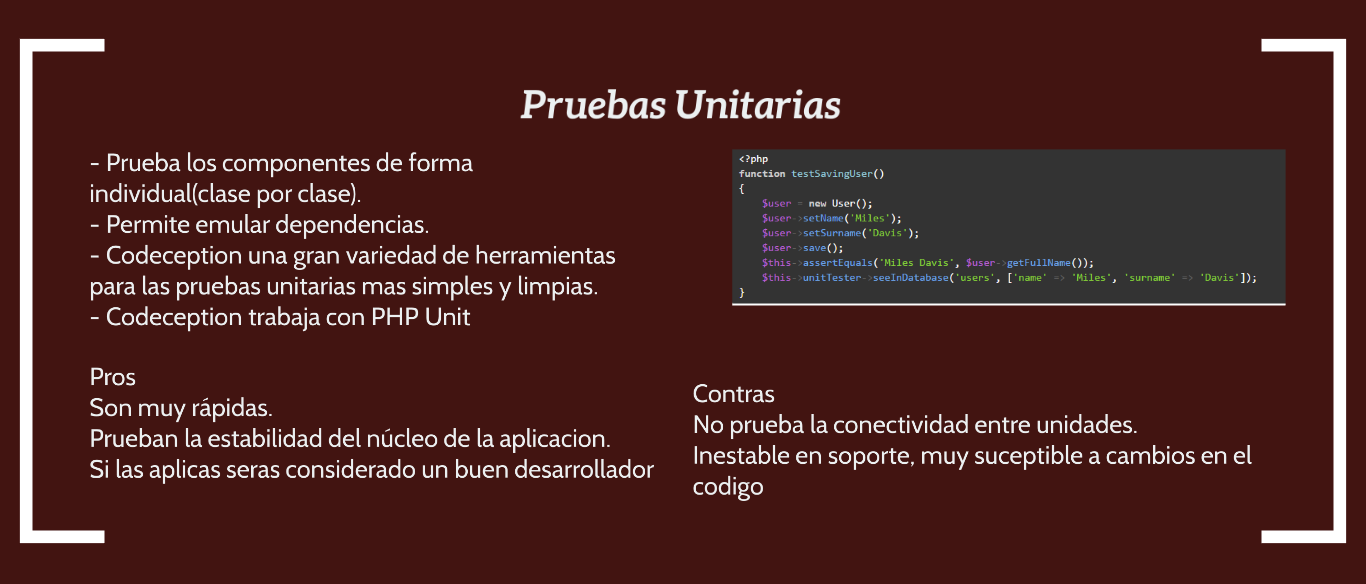 Pruebas Unitarias
- Prueba los componentes de forma
individual(clase por clase).
- Permite emular dependencias.
- Codeception una gran variedad de herramientas
para las pruebas unitarias mas simples y limpias.
- Codeception trabaja con PHP Unit
Pros
Son muy rápidas.
Prueban la estabilidad del núcleo de la aplicacion.
Si las aplicas seras considerado un buen desarrollador
<?php
function testSavingUser()
{
    $user = new User();
    $user->setName('Miles');
    $user->setSurname('Davis');
    $user->save();
    $this->assertEquals('Miles Davis', $user->getFullName());
    $this->unitTester->seeInDatabase('users', ['name' => 'Miles', 'surname' => 'Davis']);
}
Contras
No prueba la conectividad entre unidades.
Inestable en soporte, muy suceptible a cambios en el
codigo